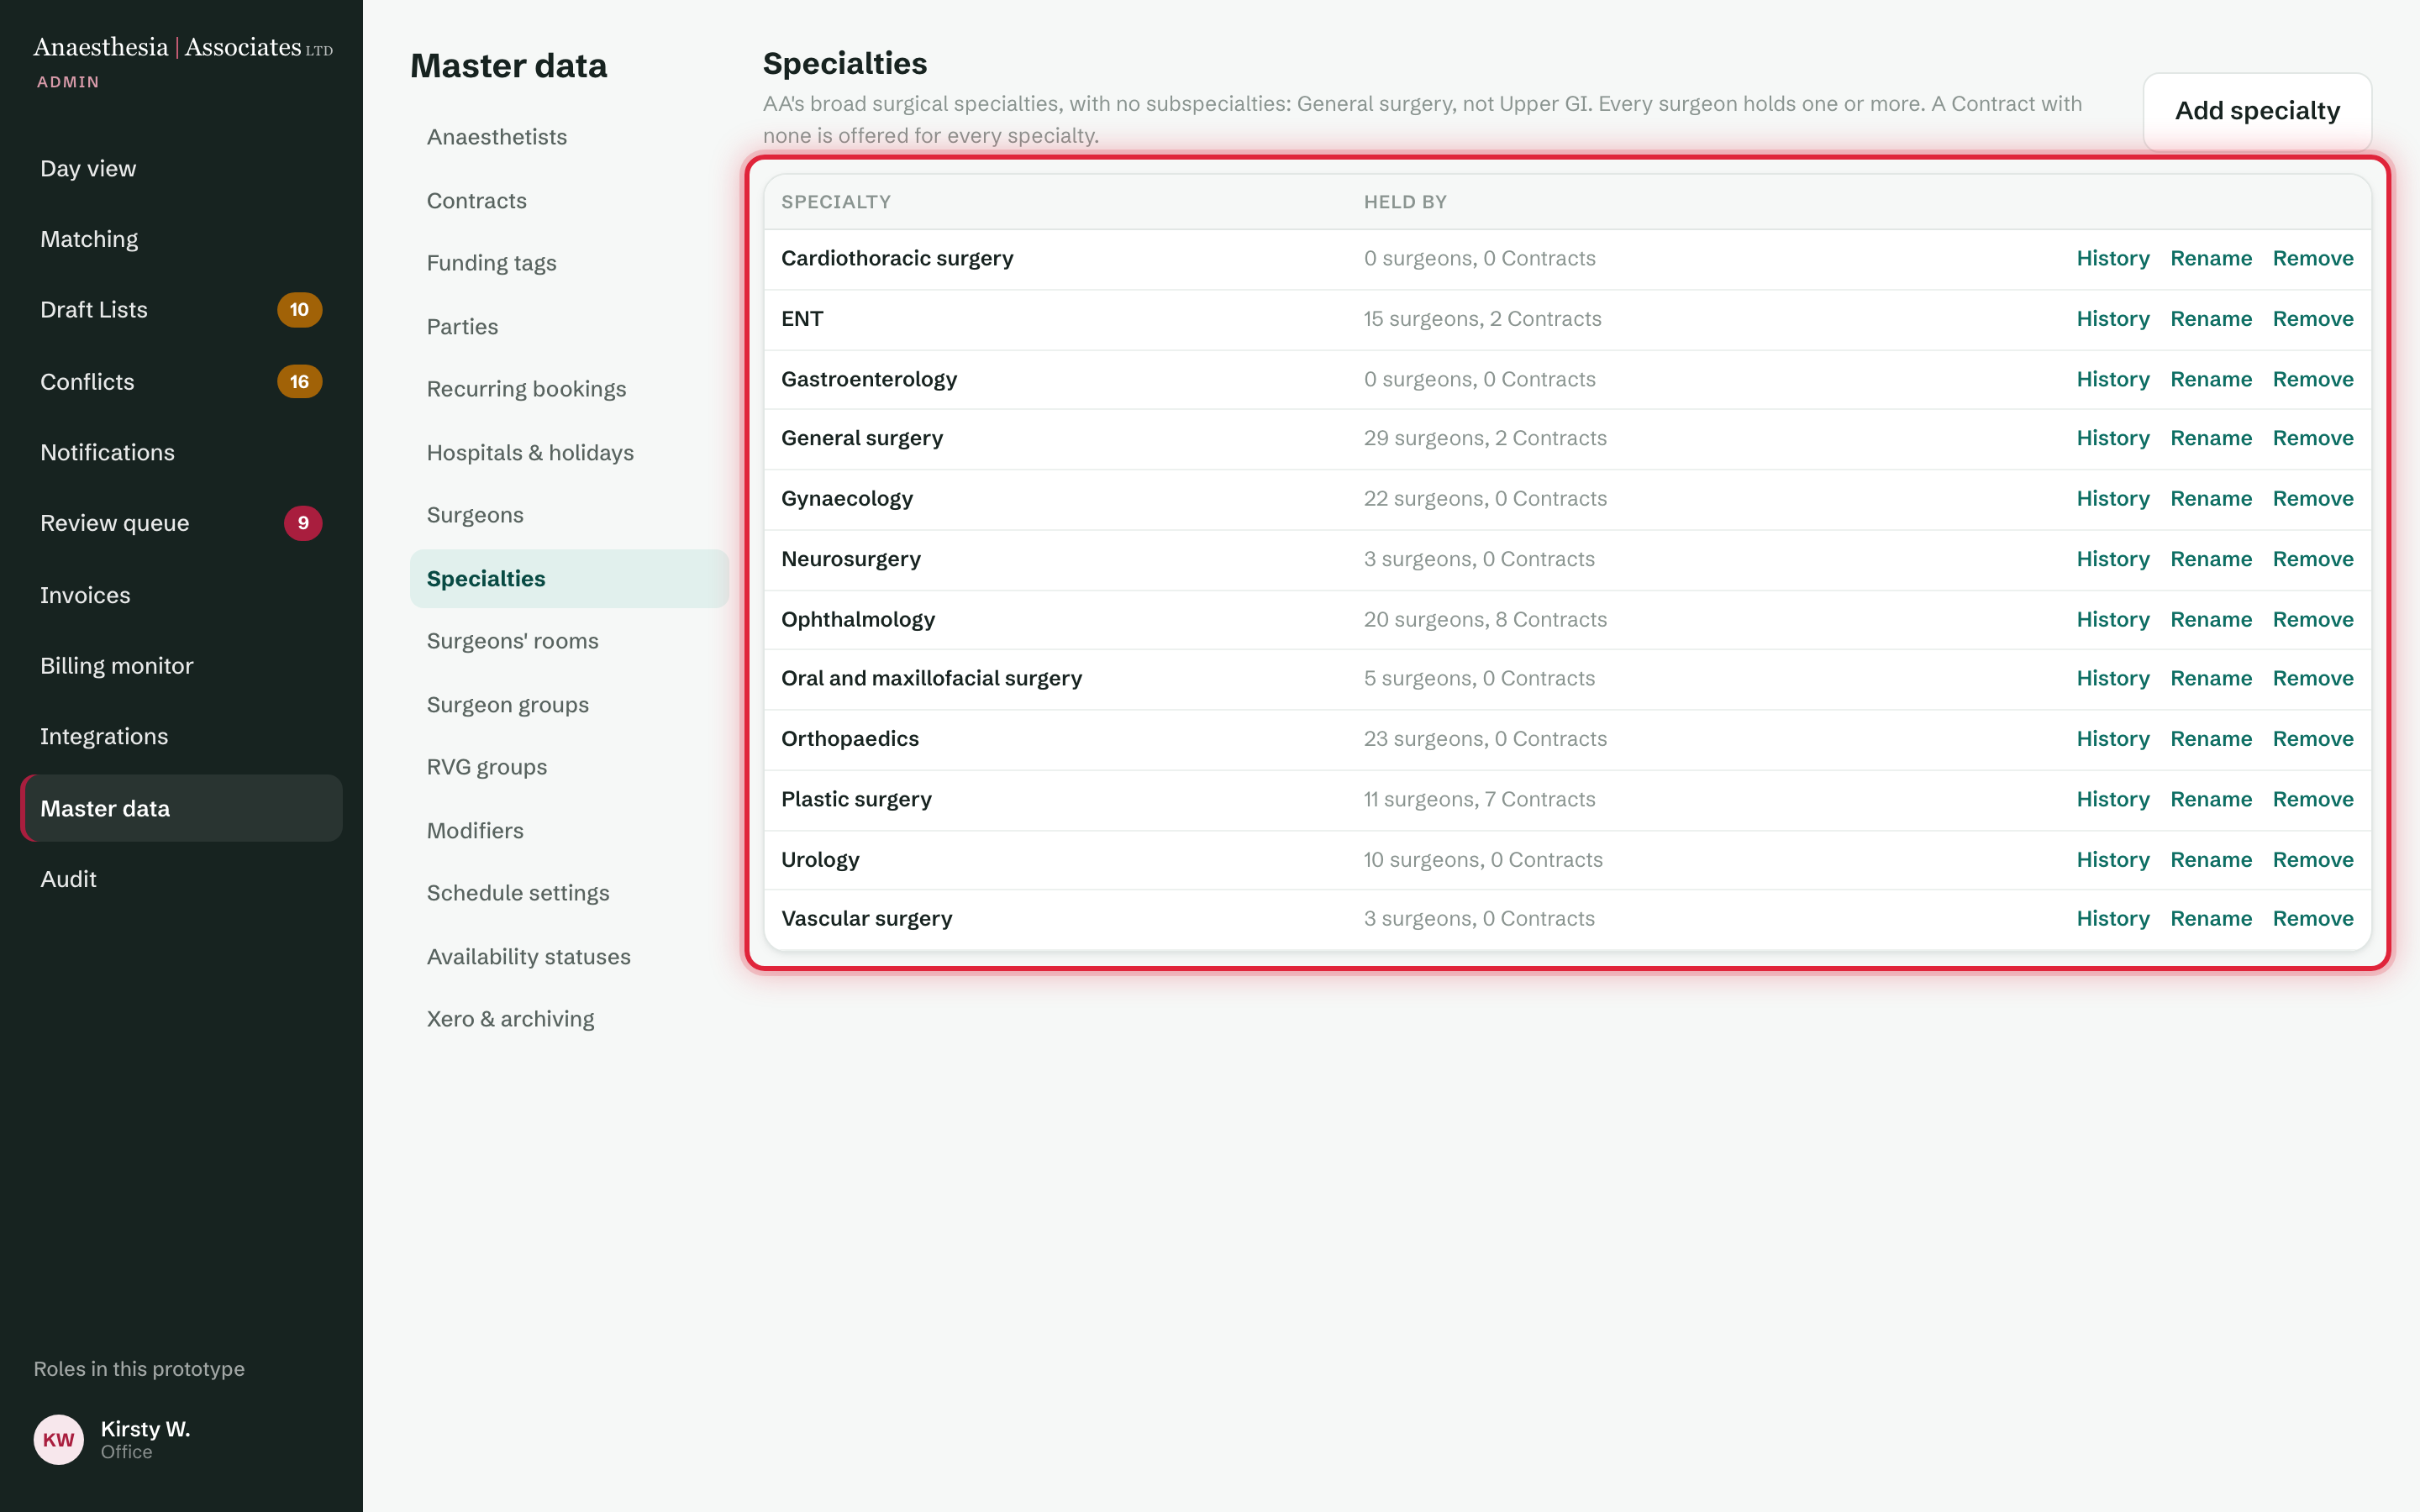 Anaesthesia | Associates LTD
ADMIN
Day view
Matching
Draft Lists 10
Conflicts 16
Notifications
Review queue 9
Invoices
Billing monitor
Integrations
Master data
Audit
Roles in this prototype
KW
Kirsty W.
Office
Master data
Anaesthetists
Contracts
Funding tags
Parties
Recurring bookings
Hospitals & holidays
Surgeons
Specialties
Surgeons' rooms
Surgeon groups
RVG groups
Modifiers
Schedule settings
Availability statuses
Xero & archiving
Specialties
AA's broad surgical specialties, with no subspecialties: General surgery, not Upper GI. Every surgeon holds one or more. A Contract with
none is offered for every specialty.
Add specialty
SPECIALTY HELD BY
Cardiothoracic surgery 0 surgeons, 0 Contracts History Rename Remove
ENT 15 surgeons, 2 Contracts History Rename Remove
Gastroenterology 0 surgeons, 0 Contracts History Rename Remove
General surgery 29 surgeons, 2 Contracts History Rename Remove
Gynaecology 22 surgeons, 0 Contracts History Rename Remove
Neurosurgery 3 surgeons, 0 Contracts History Rename Remove
Ophthalmology 20 surgeons, 8 Contracts History Rename Remove
Oral and maxillofacial surgery 5 surgeons, 0 Contracts History Rename Remove
Orthopaedics 23 surgeons, 0 Contracts History Rename Remove
Plastic surgery 11 surgeons, 7 Contracts History Rename Remove
Urology 10 surgeons, 0 Contracts History Rename Remove
Vascular surgery 3 surgeons, 0 Contracts History Rename Remove